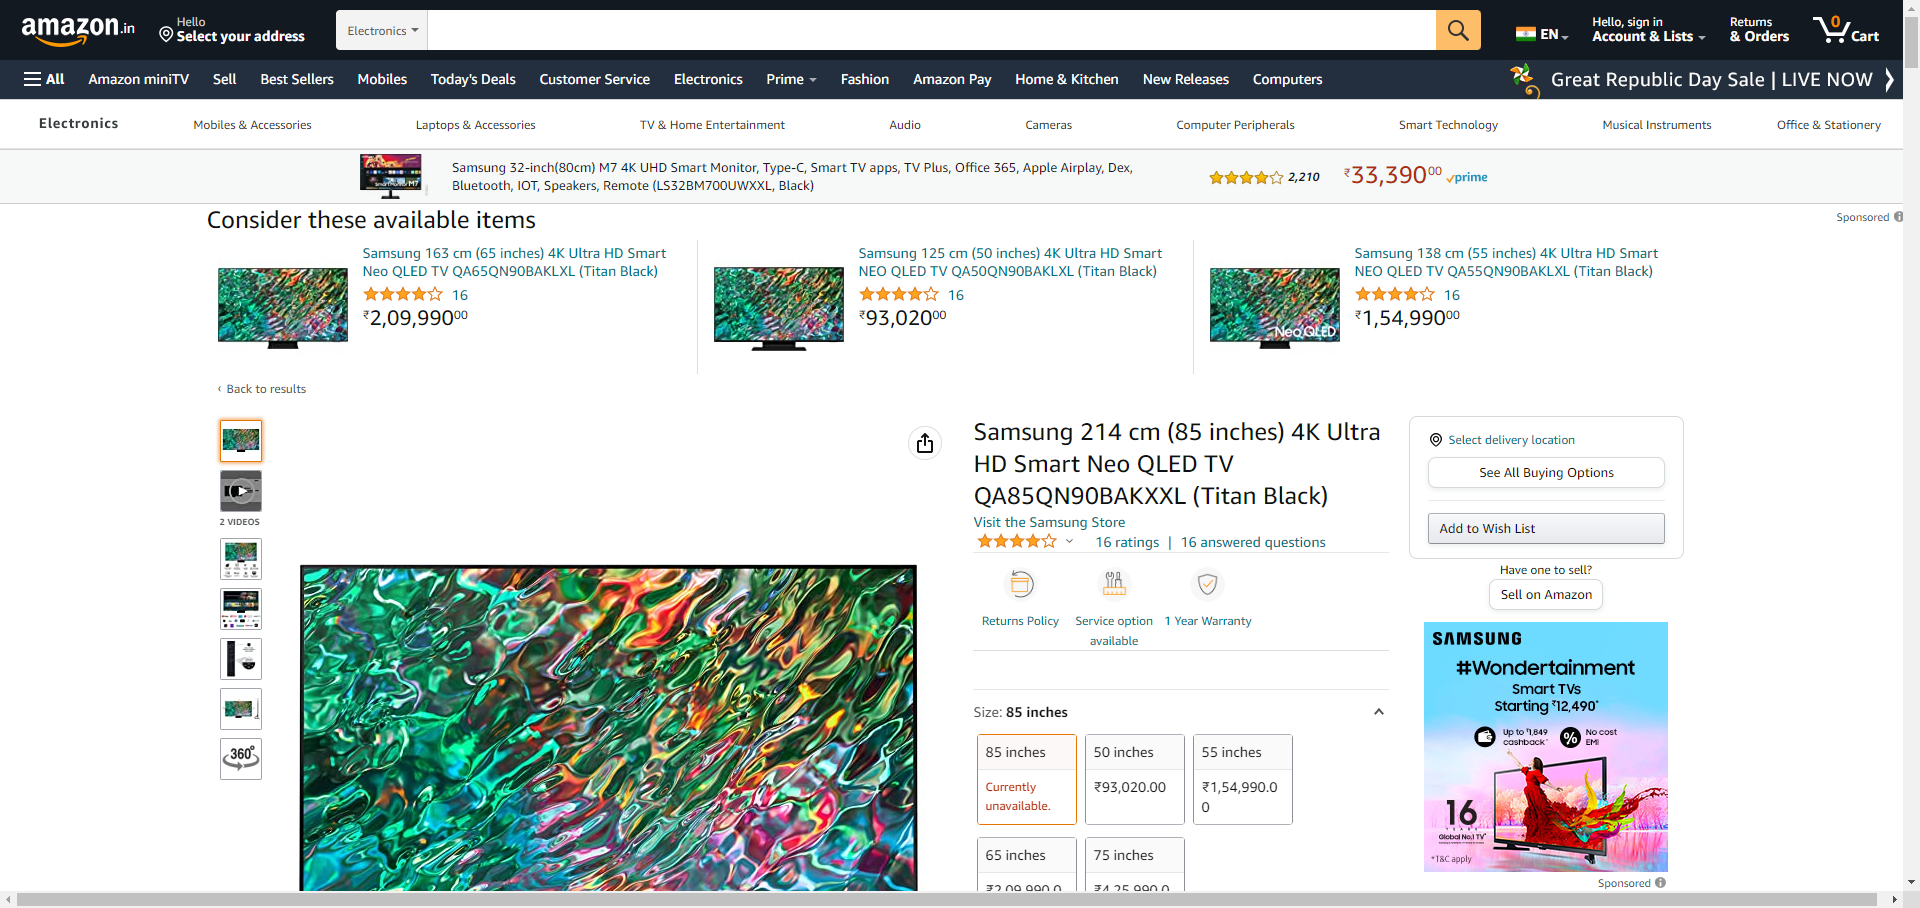 amazon.in
Hello
Select your address
Electronics
EN
Hello, sign in
Account & Lists
Returns
& Orders
0
Cart
All
Amazon miniTV
Sell
Best Sellers
Mobiles
Today's Deals
Customer Service
Electronics
Prime
Fashion
Amazon Pay
Home & Kitchen
New Releases
Computers
Great Republic Day Sale | LIVE NOW
Electronics
Mobiles & Accessories
Laptops & Accessories
TV & Home Entertainment
Audio
Cameras
Computer Peripherals
Smart Technology
Musical Instruments
Office & Stationery
Samsung 32-inch(80cm) M7 4K UHD Smart Monitor, Type-C, Smart TV apps, TV Plus, Office 365, Apple Airplay, Dex,
Bluetooth, IOT, Speakers, Remote (LS32BM700UWXXL, Black)
2,210
₹33,39000
prime
Consider these available items
Sponsored
Samsung 163 cm (65 inches) 4K Ultra HD Smart
Neo QLED TV QA65QN90BAKLXL (Titan Black)
16
₹2,09,99000
Samsung 125 cm (50 inches) 4K Ultra HD Smart
NEO QLED TV QA50QN90BAKLXL (Titan Black)
16
₹93,02000
Neo QLED
Samsung 138 cm (55 inches) 4K Ultra HD Smart
NEO QLED TV QA55QN90BAKLXL (Titan Black)
16
₹1,54,99000
‹ Back to results
2 VIDEOS
360°
Samsung 214 cm (85 inches) 4K Ultra
HD Smart Neo QLED TV
QA85QN90BAKXXL (Titan Black)
Visit the Samsung Store
16 ratings | 16 answered questions
Returns Policy
Service option
available
1 Year Warranty
Size: 85 inches
85 inches
Currently
unavailable.
50 inches
₹93,020.00
55 inches
₹1,54,990.0
0
65 inches
₹2,09,990.0
75 inches
₹4,25,990.0
Select delivery location
See All Buying Options
Add to Wish List
Have one to sell?
Sell on Amazon
SAMSUNG
#Wondertainment
Smart TVs
Starting ₹12,490*
Up to ₹1,849
cashback*
No cost
EMI
16
YEARS
Global No.1 TV*
*T&C apply
Sponsored